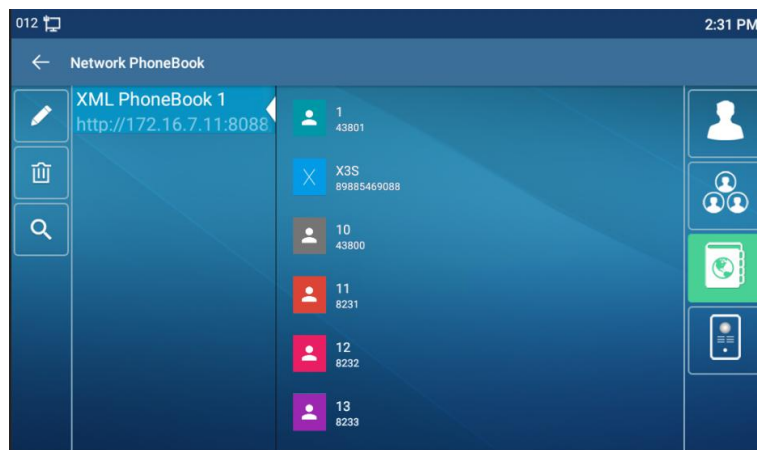 012
2:31 PM
Network PhoneBook
XML PhoneBook 1
http://172.16.7.11:8088
1
43801
X
X3S
89885469088
10
43800
11
8231
12
8232
13
8233